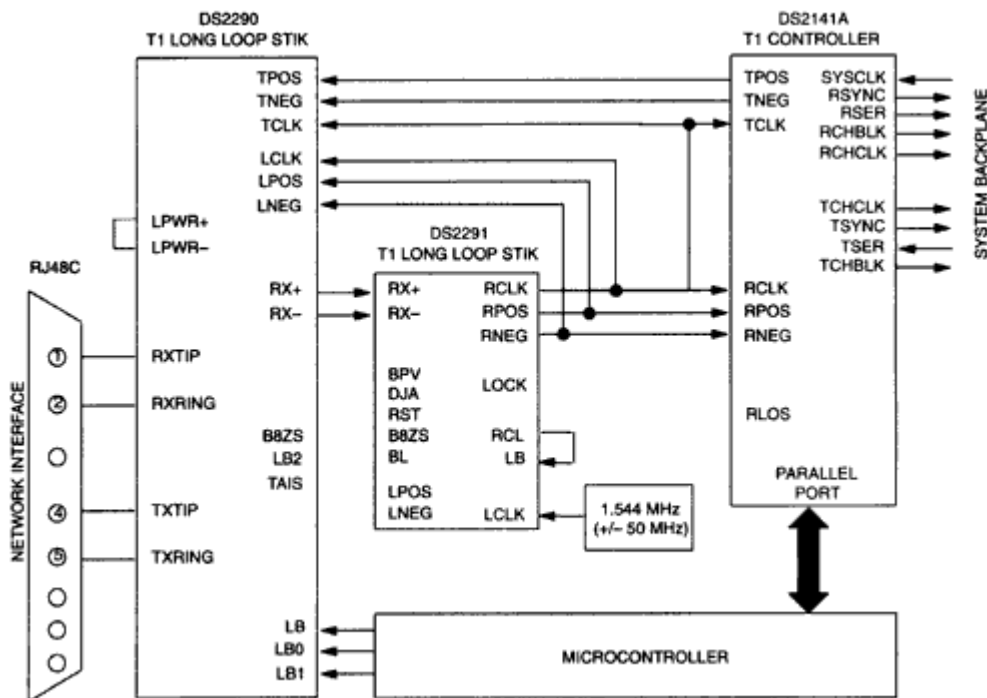 DS2290
T1 LONG LOOP STIK
DS2141A
T1 CONTROLLER
TPOS
TNEG
TCLK
LCLK
LPOS
LNEG
LPWR+
LPWR−
RX+
RX−
RXTIP
RXRING
B8ZS
LB2
TAIS
TXTIP
TXRING
LB
LB0
LB1
RJ48C
NETWORK INTERFACE
1
2
4
5
DS2291
T1 LONG LOOP STIK
RX+
RX−
BPV
DJA
RST
B8ZS
BL
LPOS
LNEG
RCLK
RPOS
RNEG
LOCK
RCL
LB
LCLK
1.544 MHz
(+/− 50 MHz)
TPOS
TNEG
TCLK
RCLK
RPOS
RNEG
RLOS
PARALLEL
PORT
SYSCLK
RSYNC
RSER
RCHBLK
RCHCLK
TCHCLK
TSYNC
TSER
TCHBLK
SYSTEM BACKPLANE
MICROCONTROLLER